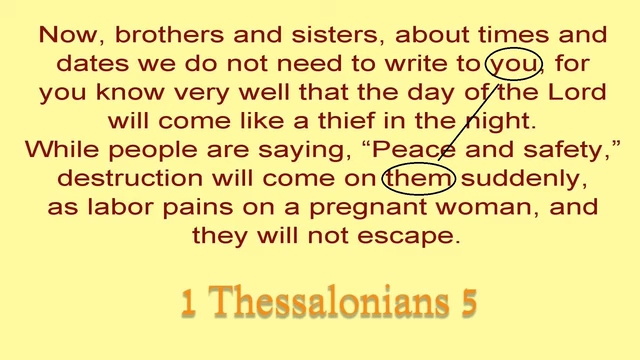 Now, brothers and sisters, about times and
dates we do not need to write to you, for
you know very well that the day of the Lord
will come like a thief in the night.
While people are saying, “Peace and safety,”
destruction will come on them suddenly,
as labor pains on a pregnant woman, and
they will not escape.
1 Thessalonians 5